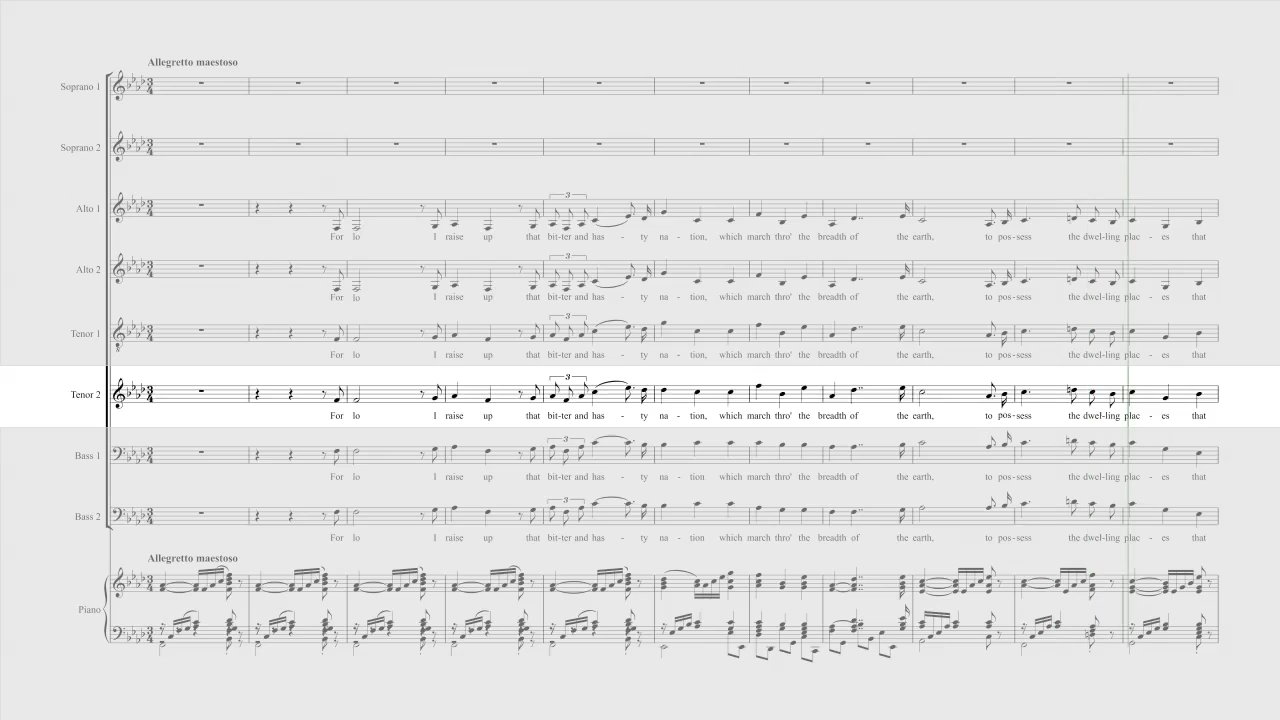 Allegretto maestoso
Soprano 1
Soprano 2
Alto 1
3
For lo I raise up that bit-ter and has - ty na - tion, which march thro' the breadth of the earth, to pos-sess the dwel-ling plac - es that
Alto 2
3
For lo I raise up that bit-ter and has - ty na - tion, which march thro' the breadth of the earth, to pos-sess the dwel-ling plac - es that
Tenor 1
3
For lo I raise up that bit-ter and has - ty na - tion, which march thro' the breadth of the earth, to pos-sess the dwel-ling plac - es that
Tenor 2
3
For lo I raise up that bit-ter and has - ty na - tion, which march thro' the breadth of the earth, to pos-sess the dwel-ling plac - es that
Bass 1
3
For lo I raise up that bit-ter and has - ty na - tion which march thro' the breadth of the earth, to pos-sess the dwel-ling plac - es that
Bass 2
3
For lo I raise up that bit-ter and has - ty na - tion which march thro' the breadth of the earth, to pos-sess the dwel-ling plac - es that
Allegretto maestoso
Piano